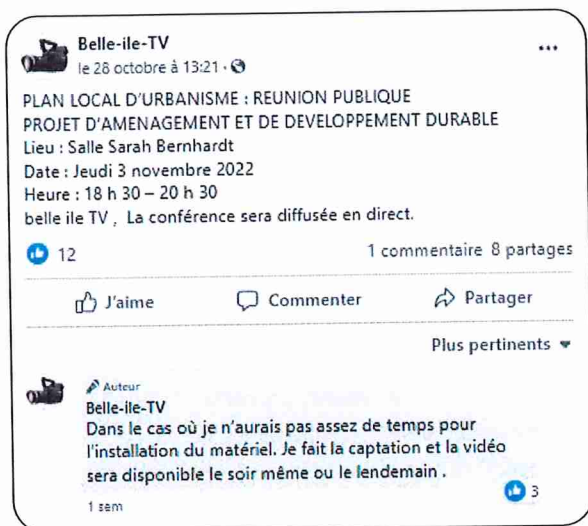 Belle-ile-TV
le 28 octobre à 13:21 ·
PLAN LOCAL D'URBANISME : REUNION PUBLIQUE
PROJET D'AMENAGEMENT ET DE DEVELOPPEMENT DURABLE
Lieu : Salle Sarah Bernhardt
Date : Jeudi 3 novembre 2022
Heure : 18 h 30 – 20 h 30
belle ile TV , La conférence sera diffusée en direct.
12 1 commentaire 8 partages
J'aime Commenter Partager
Plus pertinents
Auteur
Belle-ile-TV
Dans le cas où je n'aurais pas assez de temps pour
l'installation du matériel. Je fait la captation et la vidéo
sera disponible le soir même ou le lendemain .
3
1 sem